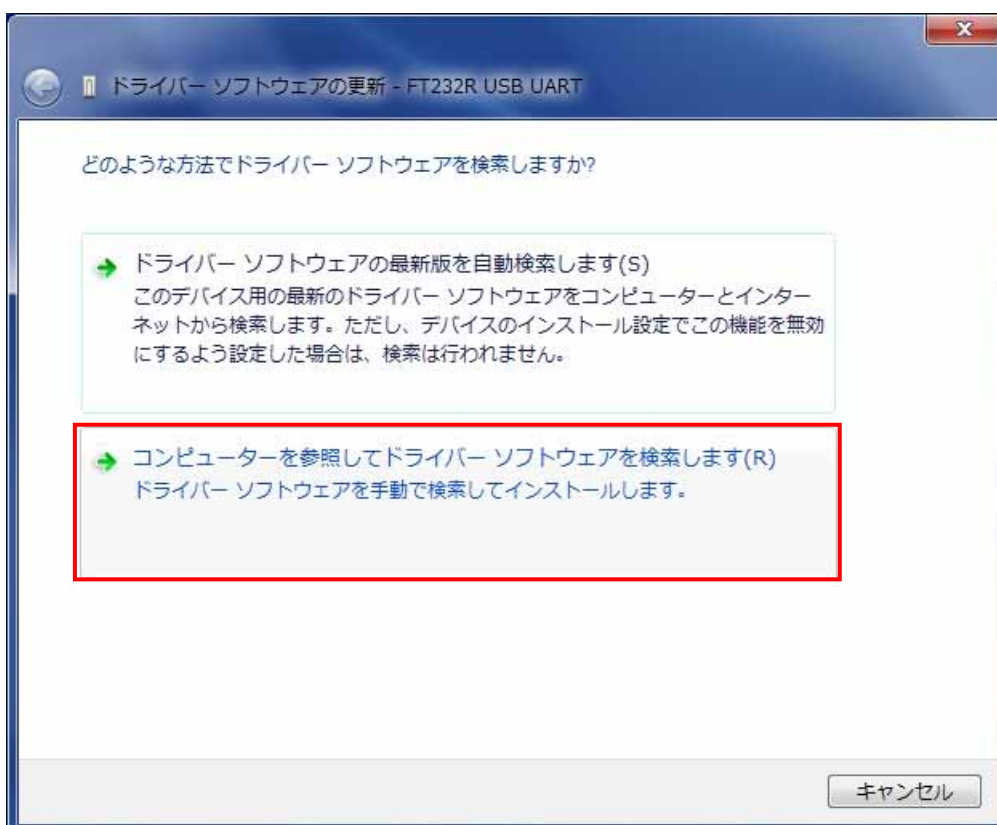 ドライバー ソフトウェアの更新 - FT232R USB UART
どのような方法でドライバー ソフトウェアを検索しますか?
ドライバー ソフトウェアの最新版を自動検索します(S)
このデバイス用の最新のドライバー ソフトウェアをコンピューターとインター
ネットから検索します。ただし、デバイスのインストール設定でこの機能を無効
にするよう設定した場合は、検索は行われません。
コンピューターを参照してドライバー ソフトウェアを検索します(R)
ドライバー ソフトウェアを手動で検索してインストールします。
キャンセル